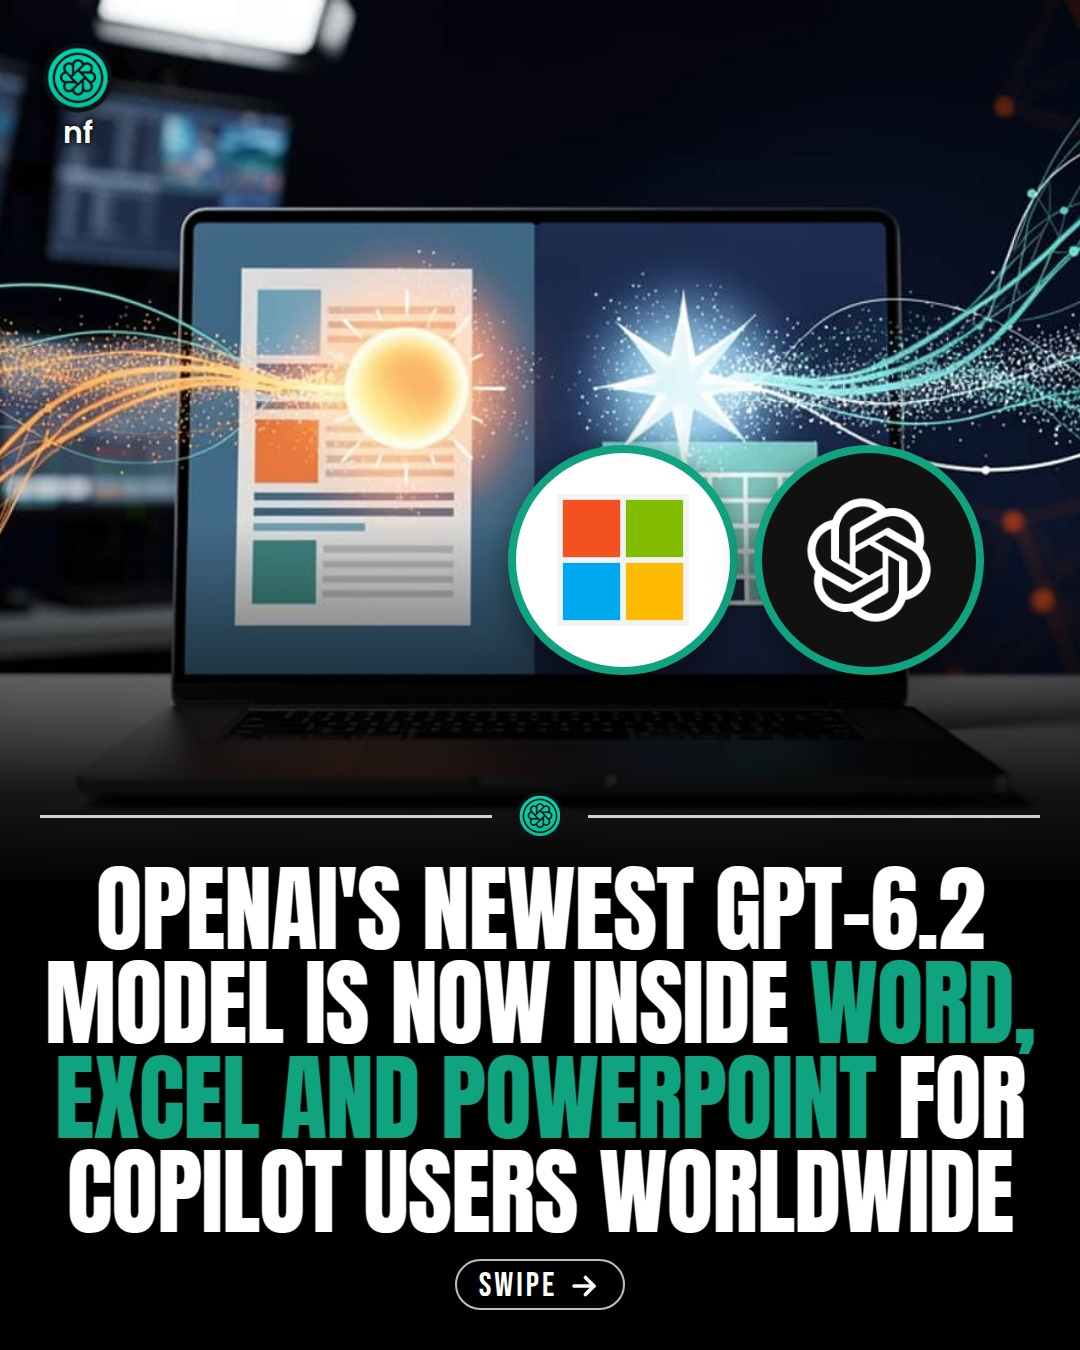 nf
OPENAI'S NEWEST GPT-6.2
MODEL IS NOW INSIDE WORD,
EXCEL AND POWERPOINT FOR
COPILOT USERS WORLDWIDE
SWIPE →